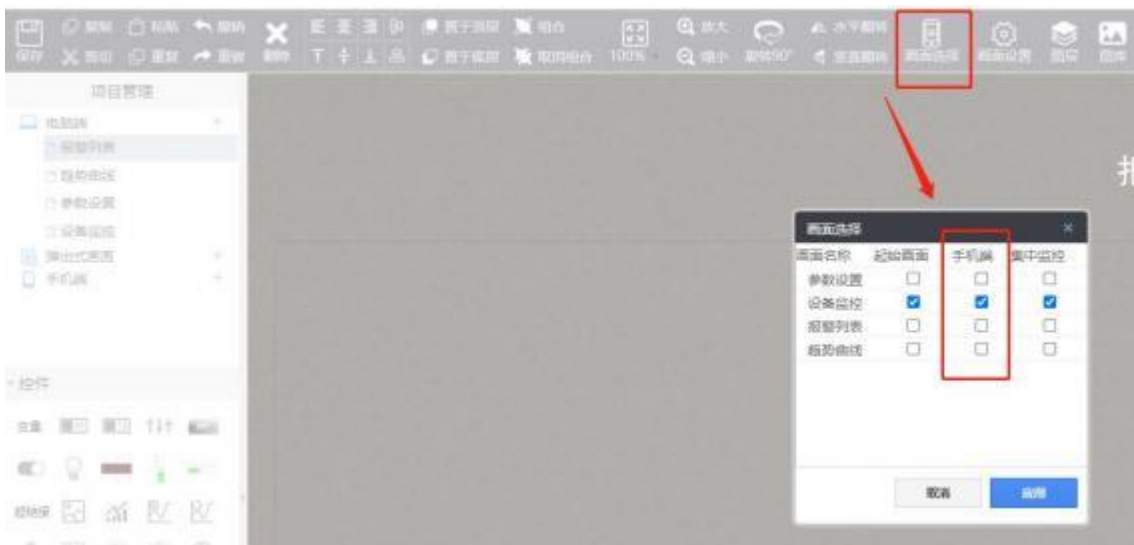 保存 复制 粘贴 撤销 删除 置于顶层 组合 100% 放大 旋转90° 水平翻转 画面选择 画面设置 图层 图库
剪切 重复 重做 置于底层 取消组合 缩小 垂直翻转
项目管理
电脑端
报警列表
趋势曲线
参数设置
设备监控
弹出式画面
手机端
控件
变量
画面选择 ×
画面名称 起始画面 手机端 集中监控
参数设置
设备监控
报警列表
趋势曲线
取消 应用